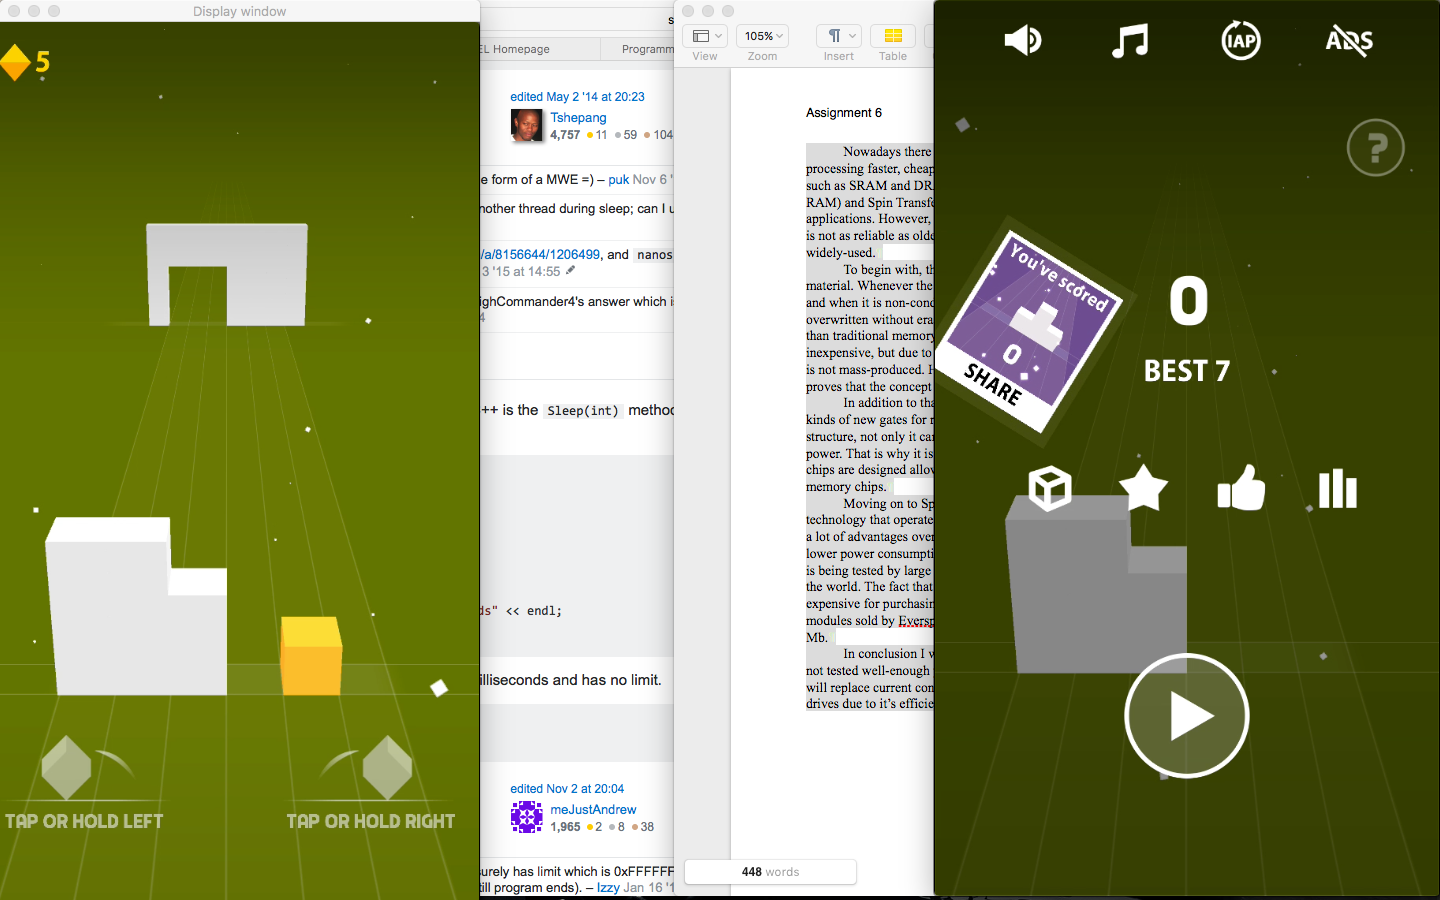 Display window
5
TAP OR HOLD LEFT
TAP OR HOLD RIGHT
EL Homepage
Programm
edited May 2 '14 at 20:23
Tshepang
4,757 11 59 104
e form of a MWE =) – puk Nov 6 '
nother thread during sleep; can I u
/a/8156644/1206499, and nanos
3 '15 at 14:55
ighCommander4's answer which is
4
++ is the Sleep(int) method
ds" << endl;
illiseconds and has no limit.
edited Nov 2 at 20:04
meJustAndrew
1,965 2 8 38
surely has limit which is 0xFFFFFF
till program ends). – Izzy Jan 16 '1
105%
View
Zoom
Insert
Table
Assignment 6
Nowadays there
processing faster, cheap
such as SRAM and DR
RAM) and Spin Transfe
applications. However,
is not as reliable as olde
widely-used.
To begin with, th
material. Whenever the
and when it is non-cond
overwritten without era
than traditional memory
inexpensive, but due to
is not mass-produced. H
proves that the concept
In addition to tha
kinds of new gates for r
structure, not only it ca
power. That is why it is
chips are designed allow
memory chips.
Moving on to Sp
technology that operate
a lot of advantages over
lower power consumpti
is being tested by large
the world. The fact that
expensive for purchasin
modules sold by Eversp
Mb.
In conclusion I w
not tested well-enough
will replace current con
drives due to it's efficie
448 words
IAP
ADS
?
You've scored
0
SHARE
0
BEST 7